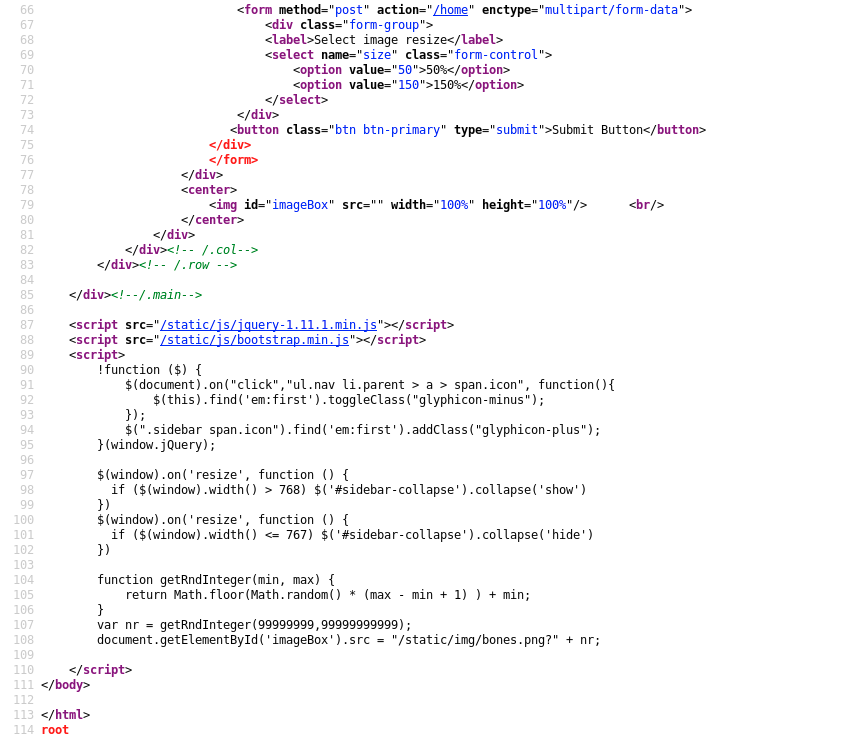 66 <form method="post" action="/home" enctype="multipart/form-data">
67 <div class="form-group">
68 <label>Select image resize</label>
69 <select name="size" class="form-control">
70 <option value="50">50%</option>
71 <option value="150">150%</option>
72 </select>
73 </div>
74 <button class="btn btn-primary" type="submit">Submit Button</button>
75 </div>
76 </form>
77 </div>
78 <center>
79 <img id="imageBox" src="" width="100%" height="100%"/> <br/>
80 </center>
81 </div>
82 </div><!-- /.col-->
83 </div><!-- /.row -->
84
85 </div><!--/.main-->
86
87 <script src="/static/js/jquery-1.11.1.min.js"></script>
88 <script src="/static/js/bootstrap.min.js"></script>
89 <script>
90 !function ($) {
91 $(document).on("click","ul.nav li.parent > a > span.icon", function(){
92 $(this).find('em:first').toggleClass("glyphicon-minus");
93 });
94 $(".sidebar span.icon").find('em:first').addClass("glyphicon-plus");
95 }(window.jQuery);
96
97 $(window).on('resize', function () {
98 if ($(window).width() > 768) $('#sidebar-collapse').collapse('show')
99 })
100 $(window).on('resize', function () {
101 if ($(window).width() <= 767) $('#sidebar-collapse').collapse('hide')
102 })
103
104 function getRndInteger(min, max) {
105 return Math.floor(Math.random() * (max - min + 1) ) + min;
106 }
107 var nr = getRndInteger(99999999,99999999999);
108 document.getElementById('imageBox').src = "/static/img/bones.png?" + nr;
109
110 </script>
111 </body>
112
113 </html>
114 root